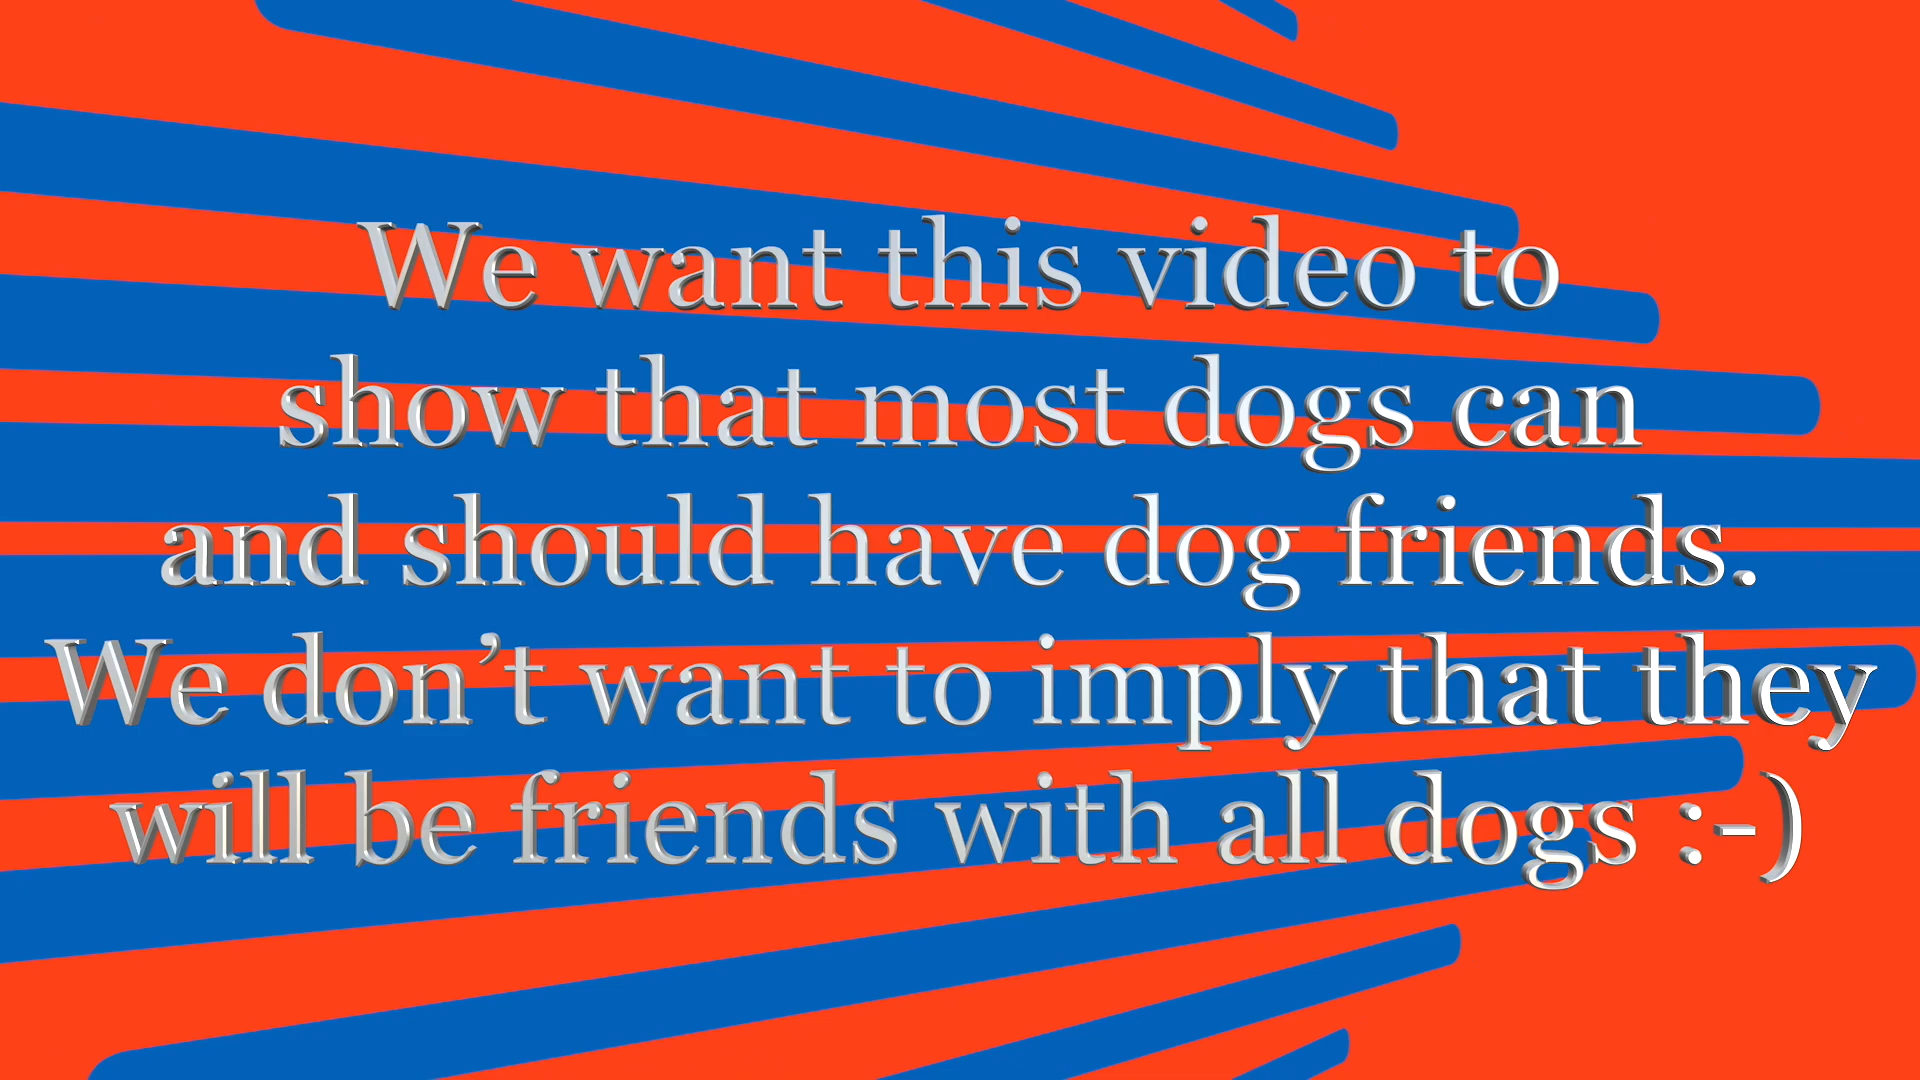 We want this video to
show that most dogs can
and should have dog friends.
We don’t want to imply that they
will be friends with all dogs :-)